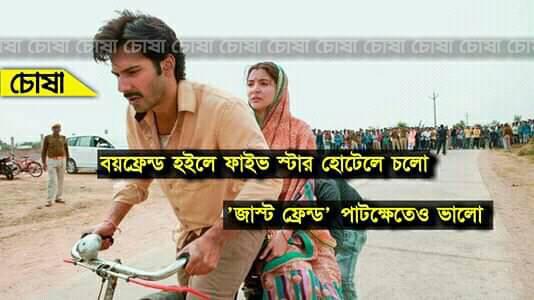 চোষা চোষা চোষা চোষা চোষা চোষা চোষা চোষা চোষা চোষা চোষা চোষা
চোষা
বয়ফ্রেন্ড হইলে ফাইভ স্টার হোটেলে চলো
’জাস্ট ফ্রেন্ড’ পাটক্ষেতেও ভালো